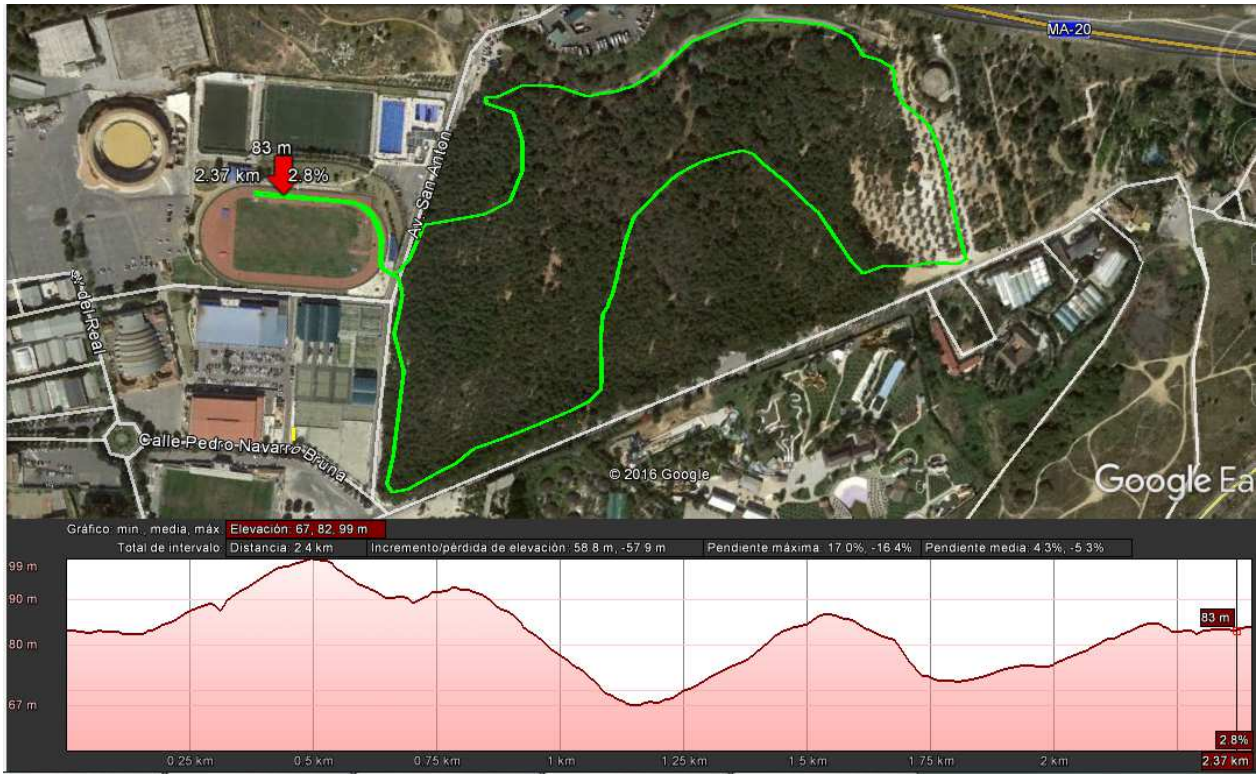 MA-20
83 m
2.37 km 2.8%
Av. San Anton
Av del Real
Calle Pedro Navarro Bruna
© 2016 Google
Google Ea
Gráfico: min., media, máx. Elevación: 67, 82, 99 m
Total de intervalo: Distancia: 2.4 km Incremento/pérdida de elevación: 58.8 m, -57.9 m Pendiente máxima: 17.0%, -16.4% Pendiente media: 4.3%, -5.3%
99 m
90 m
83 m
80 m
67 m
2.8%
0.25 km 0.5 km 0.75 km 1 km 1.25 km 1.5 km 1.75 km 2 km 2.37 km